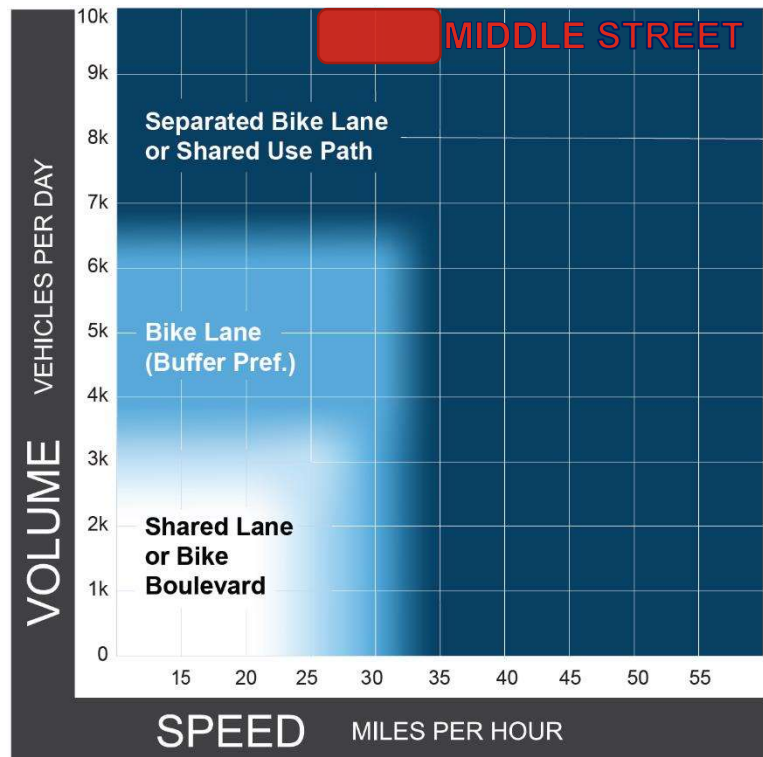 10k
MIDDLE STREET
9k
Separated Bike Lane
8k
or Shared Use Path
7k
6k
5k
Bike Lane
(Buffer Pref.)
4k
3k
2k
Shared Lane
or Bike
Boulevard
1k
0
VOLUME VEHICLES PER DAY
15 20 25 30 35 40 45 50 55
SPEED MILES PER HOUR